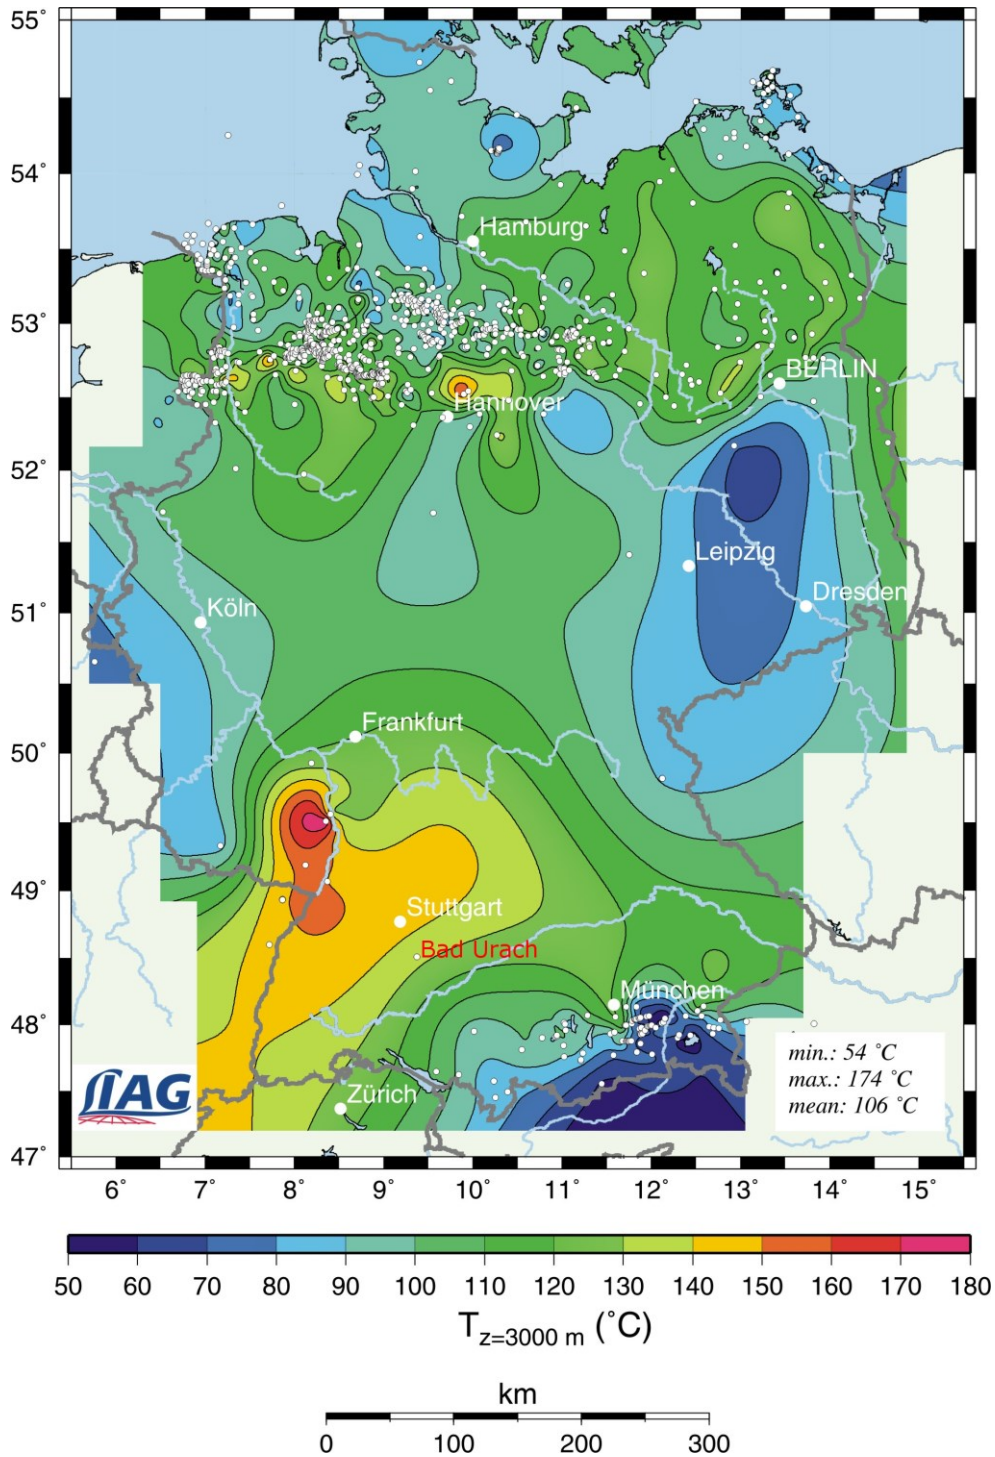 55°
54°
53°
52°
51°
50°
49°
48°
47°
Hamburg
BERLIN
Hannover
Leipzig
Dresden
Köln
Frankfurt
Stuttgart
Bad Urach
München
Zürich
IAG
min.: 54 °C
max.: 174 °C
mean: 106 °C
6° 7° 8° 9° 10° 11° 12° 13° 14° 15°
50 60 70 80 90 100 110 120 130 140 150 160 170 180
T z=3000 m (°C)
km
0 100 200 300